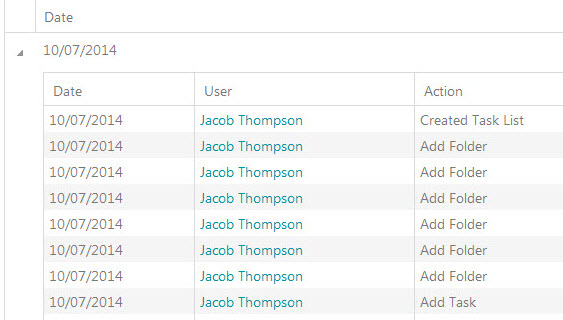 Date
10/07/2014
Date User Action
10/07/2014 Jacob Thompson Created Task List
10/07/2014 Jacob Thompson Add Folder
10/07/2014 Jacob Thompson Add Folder
10/07/2014 Jacob Thompson Add Folder
10/07/2014 Jacob Thompson Add Folder
10/07/2014 Jacob Thompson Add Folder
10/07/2014 Jacob Thompson Add Folder
10/07/2014 Jacob Thompson Add Task